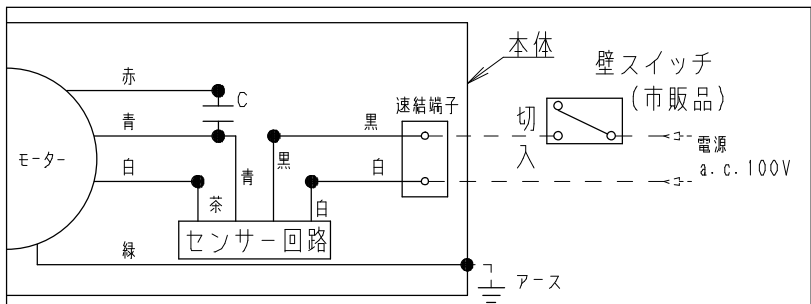 本体
壁スイッチ
(市販品)
赤
C
速結端子
切
青
黒
入
電源
a.c.100V
モーター
白
青
黒
白
茶
白
センサー回路
緑
アース